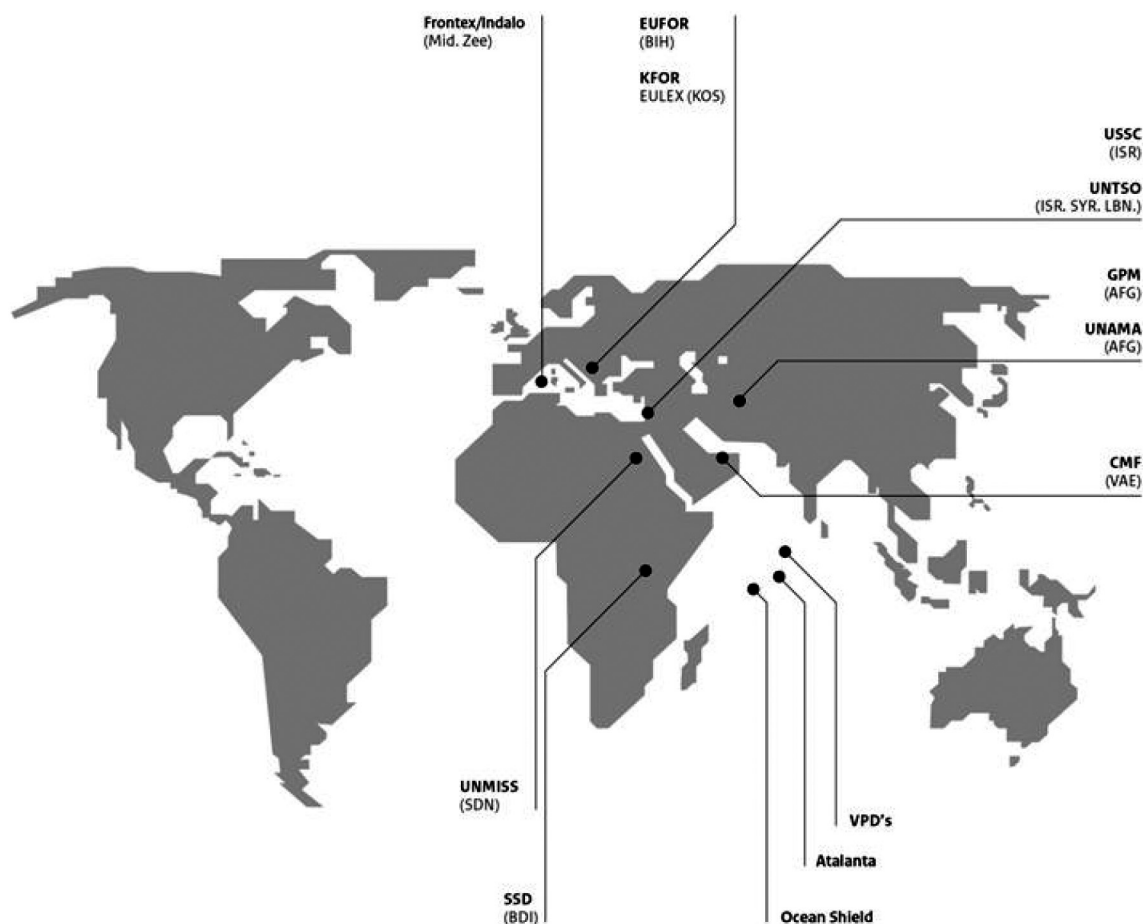 Frontex/Indalo
(Mid. Zee)
EUFOR
(BIH)
KFOR
EULEX (KOS)
USSC
(ISR)
UNTSO
(ISR. SYR. LBN.)
GPM
(AFG)
UNAMA
(AFG)
CMF
(VAE)
UNMISS
(SDN)
VPD's
Atalanta
SSD
(BDI)
Ocean Shield